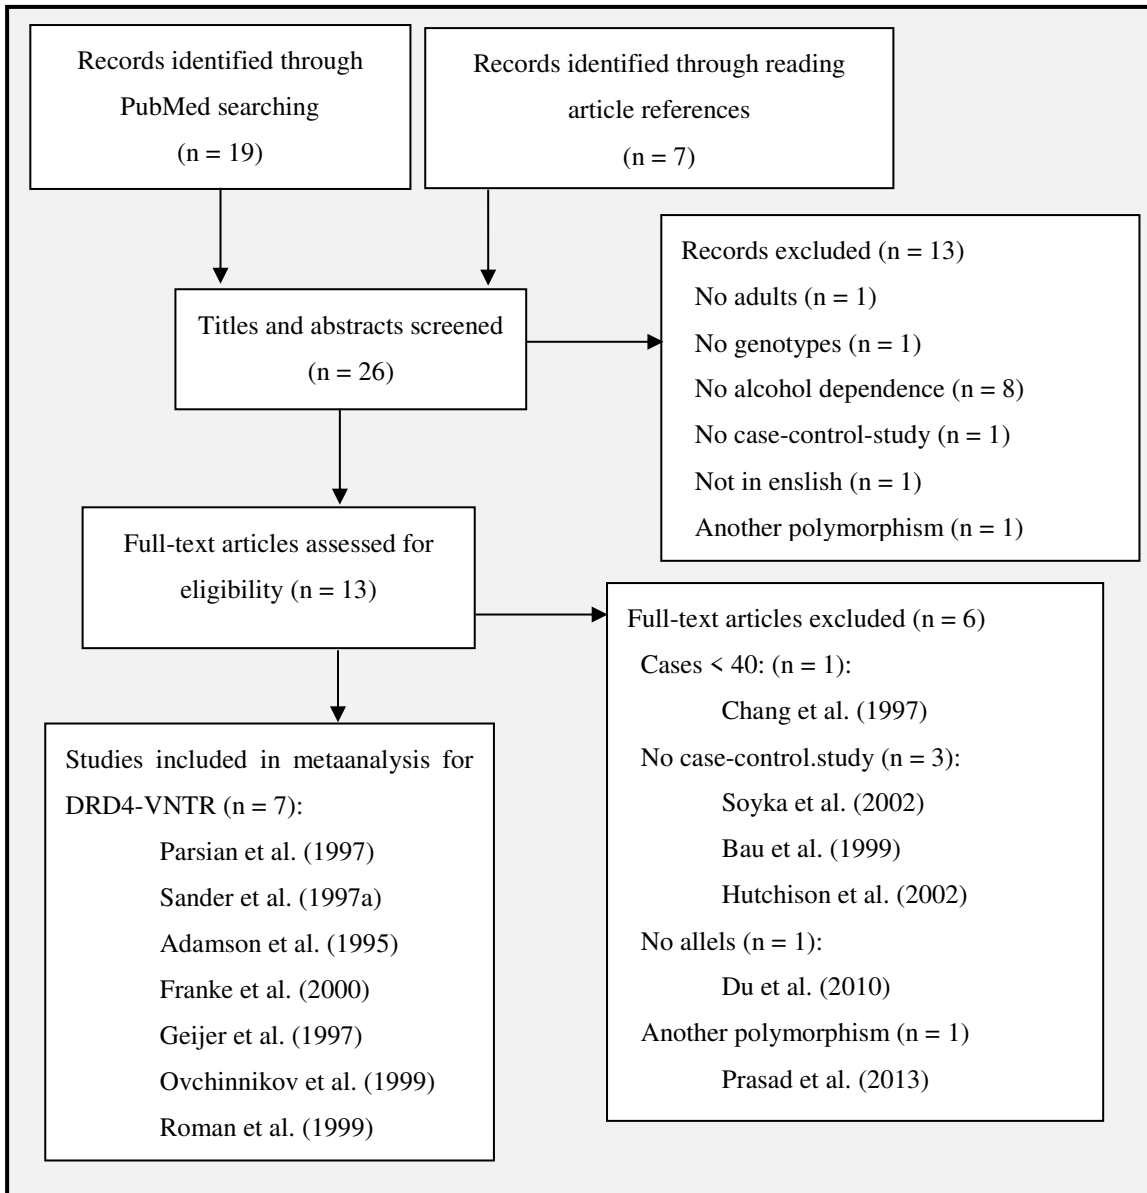 Records identified through
PubMed searching
(n = 19)
Records identified through reading
article references
(n = 7)
Titles and abstracts screened
(n = 26)
Records excluded (n = 13)
No adults (n = 1)
No genotypes (n = 1)
No alcohol dependence (n = 8)
No case-control-study (n = 1)
Not in enslish (n = 1)
Another polymorphism (n = 1)
Full-text articles assessed for
eligibility (n = 13)
Full-text articles excluded (n = 6)
Cases < 40: (n = 1):
Chang et al. (1997)
No case-control.study (n = 3):
Soyka et al. (2002)
Bau et al. (1999)
Hutchison et al. (2002)
No allels (n = 1):
Du et al. (2010)
Another polymorphism (n = 1)
Prasad et al. (2013)
Studies included in metaanalysis for
DRD4-VNTR (n = 7):
Parsian et al. (1997)
Sander et al. (1997a)
Adamson et al. (1995)
Franke et al. (2000)
Geijer et al. (1997)
Ovchinnikov et al. (1999)
Roman et al. (1999)